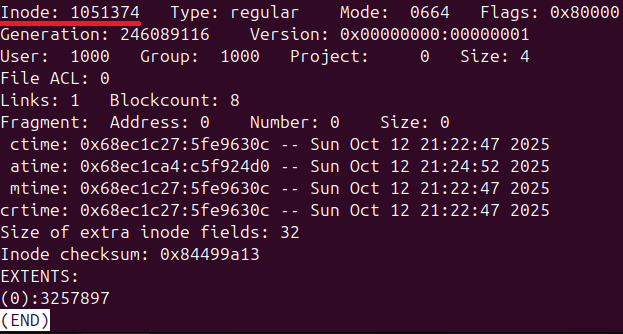 Inode: 1051374   Type: regular    Mode:  0664   Flags: 0x80000
Generation: 246089116    Version: 0x00000000:00000001
User:  1000   Group:  1000   Project:     0   Size: 4
File ACL: 0
Links: 1   Blockcount: 8
Fragment:  Address: 0    Number: 0    Size: 0
 ctime: 0x68ec1c27:5fe9630c -- Sun Oct 12 21:22:47 2025
 atime: 0x68ec1ca4:c5f924d0 -- Sun Oct 12 21:24:52 2025
 mtime: 0x68ec1c27:5fe9630c -- Sun Oct 12 21:22:47 2025
crtime: 0x68ec1c27:5fe9630c -- Sun Oct 12 21:22:47 2025
Size of extra inode fields: 32
Inode checksum: 0x84499a13
EXTENTS:
(0):3257897
(END)